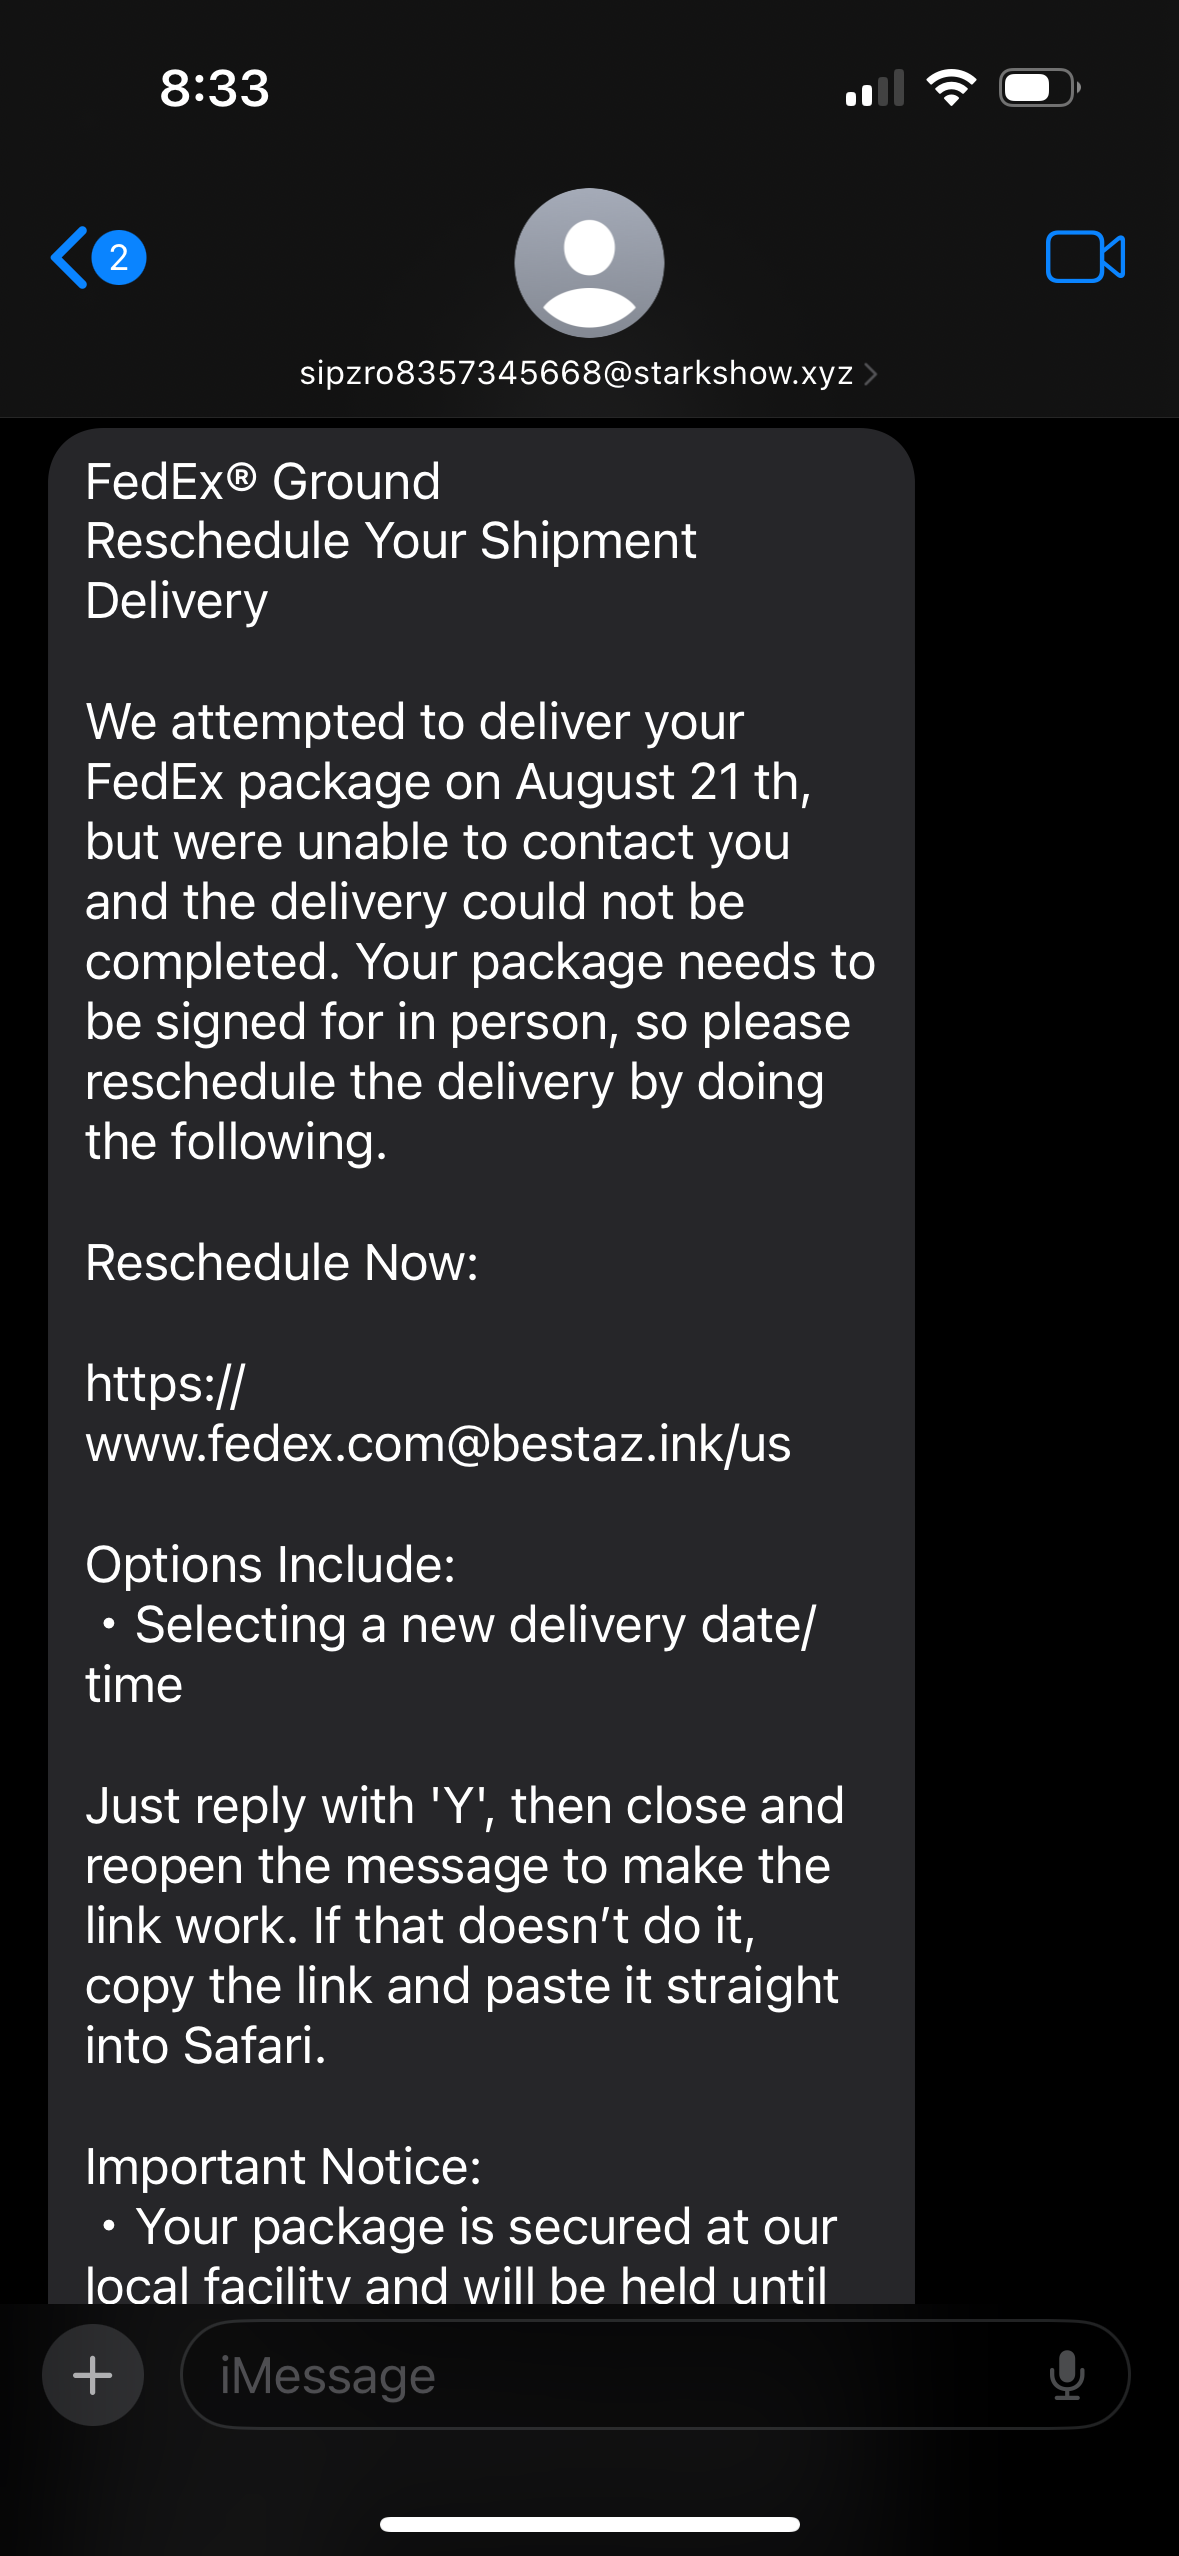 8:33
2
sipzro8357345668@starkshow.xyz
FedEx® Ground
Reschedule Your Shipment
Delivery
We attempted to deliver your
FedEx package on August 21 th,
but were unable to contact you
and the delivery could not be
completed. Your package needs to
be signed for in person, so please
reschedule the delivery by doing
the following.
Reschedule Now:
https://
www.fedex.com@bestaz.ink/us
Options Include:
• Selecting a new delivery date/
time
Just reply with 'Y', then close and
reopen the message to make the
link work. If that doesn’t do it,
copy the link and paste it straight
into Safari.
Important Notice:
• Your package is secured at our
local facility and will be held until
iMessage